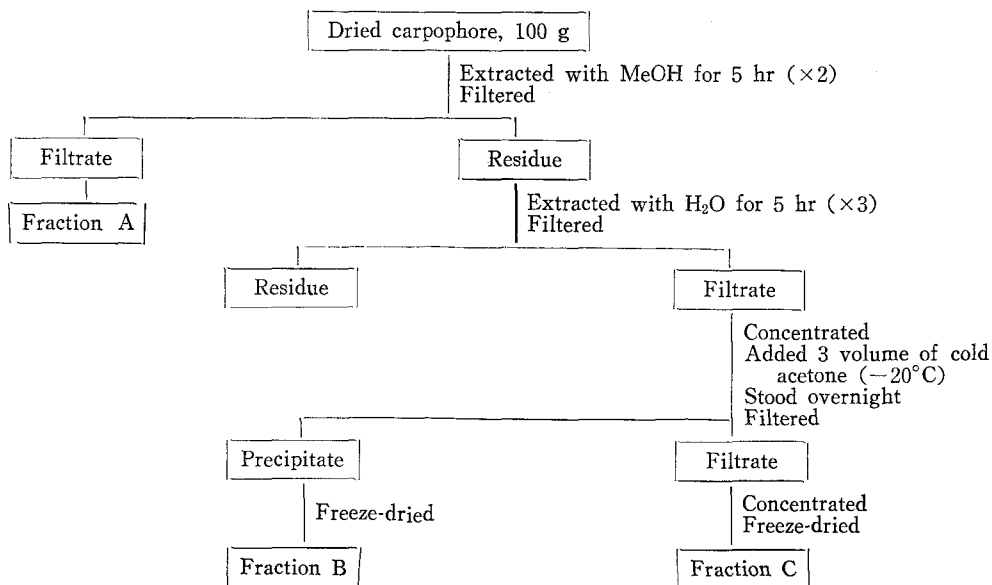 Dried carpophore, 100 g
Extracted with MeOH for 5 hr (×2)
Filtered
Filtrate
Residue
Fraction A
Extracted with H₂O for 5 hr (×3)
Filtered
Residue
Filtrate
Concentrated
Added 3 volume of cold
acetone (−20°C)
Stood overnight
Filtered
Precipitate
Filtrate
Freeze-dried
Concentrated
Freeze-dried
Fraction B
Fraction C